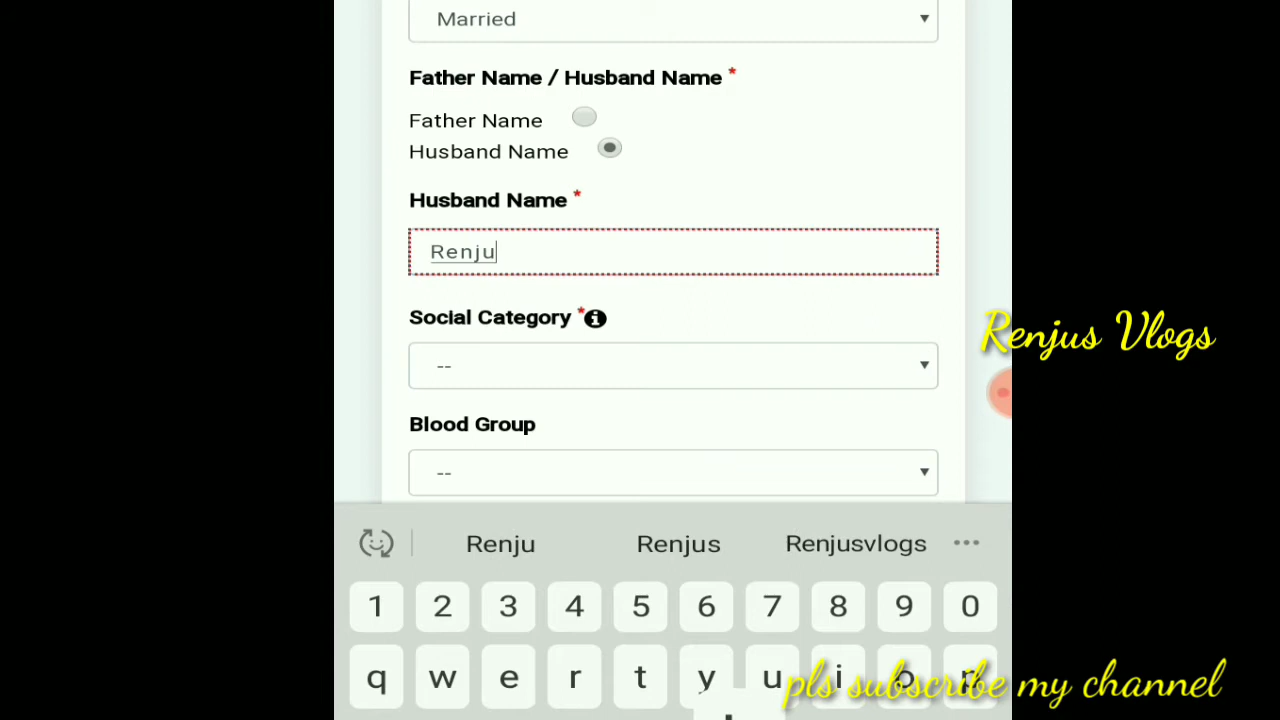 Married
Father Name / Husband Name *
Father Name
Husband Name
Husband Name *
Renju
Social Category *
--
Renjus Vlogs
Blood Group
--
Renju Renjus Renjusvlogs
1 2 3 4 5 6 7 8 9 0
q w e r t y u i o p
pls subscribe my channel